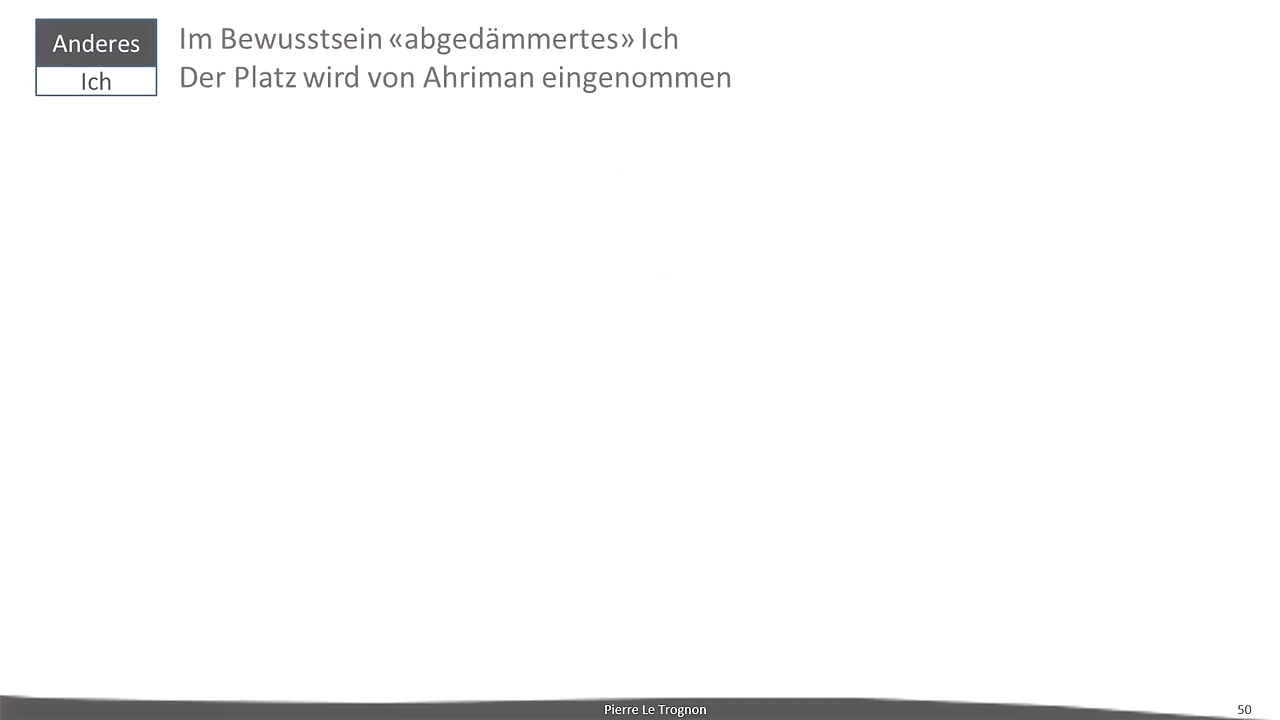 Anderes
Ich
Im Bewusstsein «abgedämmertes» Ich
Der Platz wird von Ahriman eingenommen
Pierre Le Trognon
50